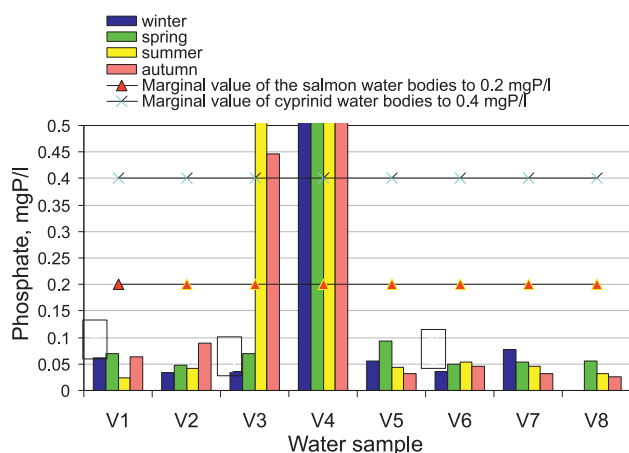 winter
spring
summer
autumn
Marginal value of the salmon water bodies to 0.2 mgP/l
Marginal value of cyprinid water bodies to 0.4 mgP/l
Phosphate, mgP/l
0.5
0.45
0.4
0.35
0.3
0.2
0.15
0.1
0.05
0
V1 V2 V3 V4 V5 V6 V7 V8
Water sample